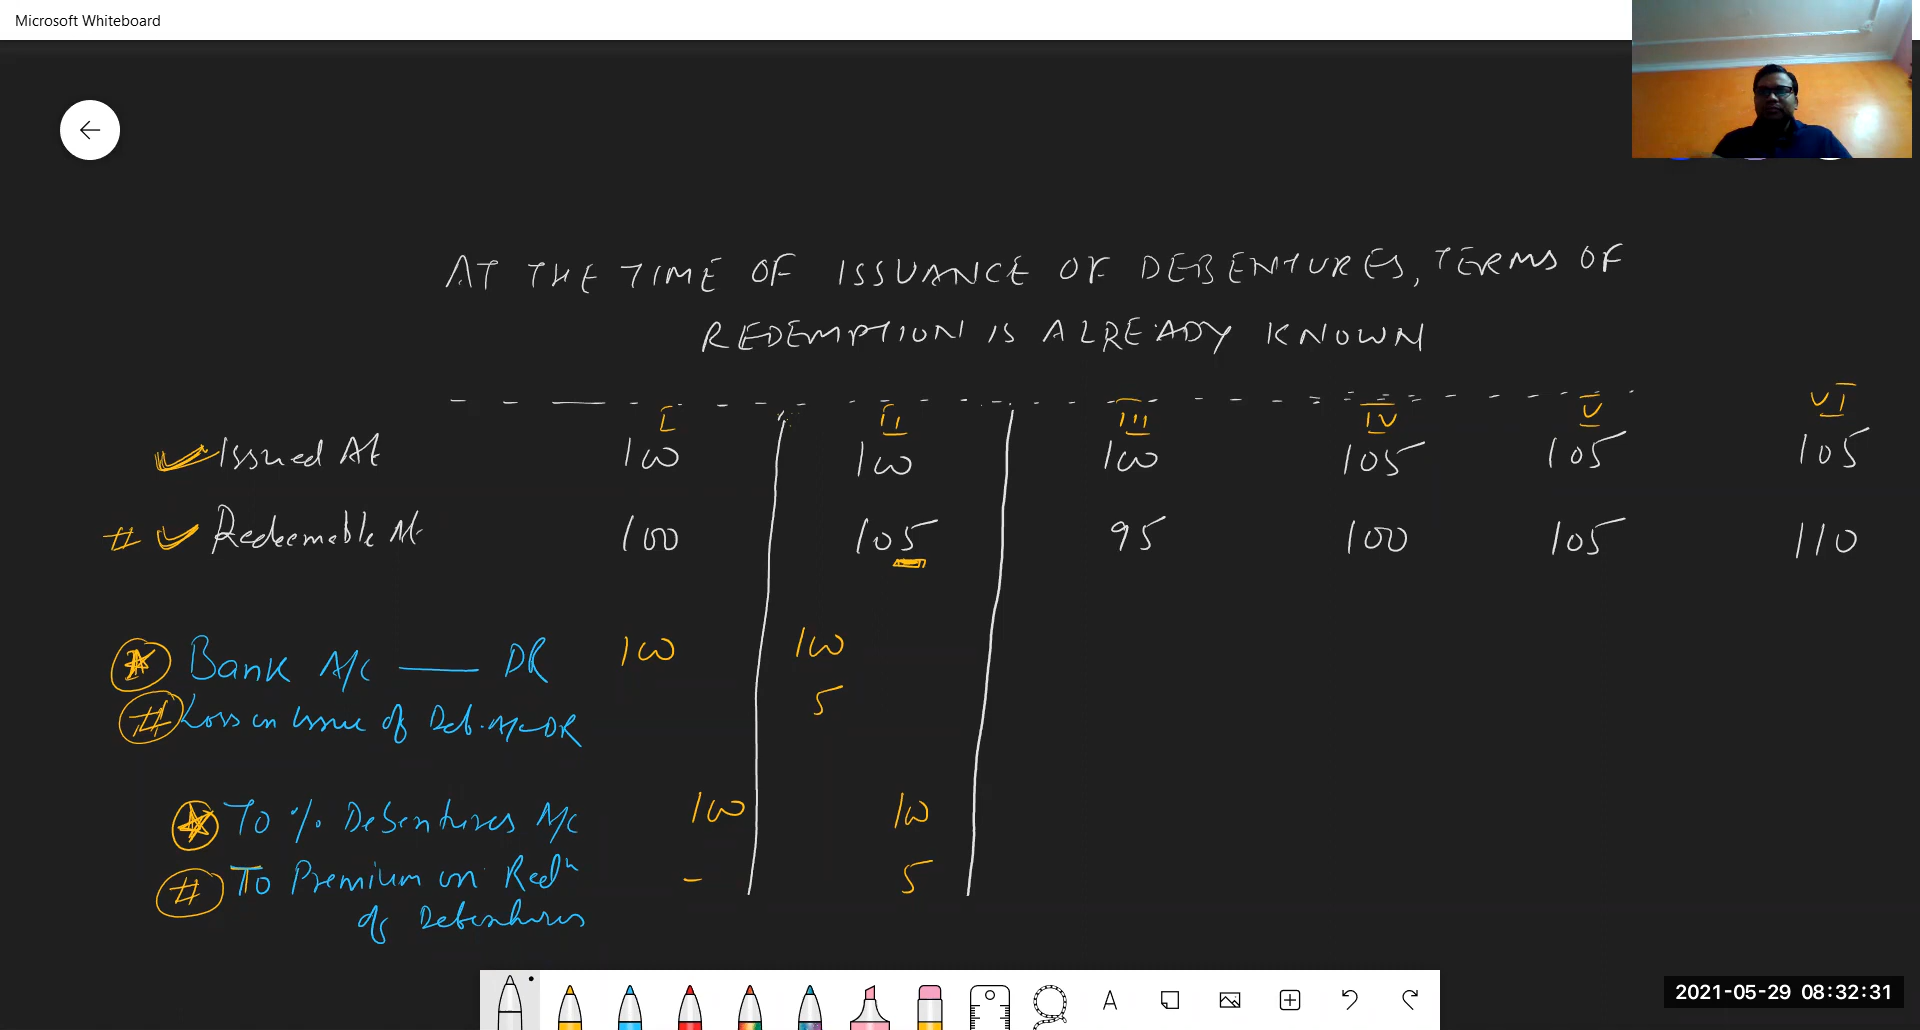 Microsoft Whiteboard
AT THE TIME OF ISSUANCE OF DEBENTURES, TERMS OF
REDEMPTION IS ALREADY KNOWN
I II III IV V VI
Issued At 100 100 100 105 105 105
# Redeemable At 100 105 95 100 105 110
Bank A/c —— DR 100 100
# Loss on Issue of Deb. A/c DR 5
To % Debentures A/c 100 100
# To Premium on Redⁿ - 5
of Debentures
2021-05-29 08:32:31